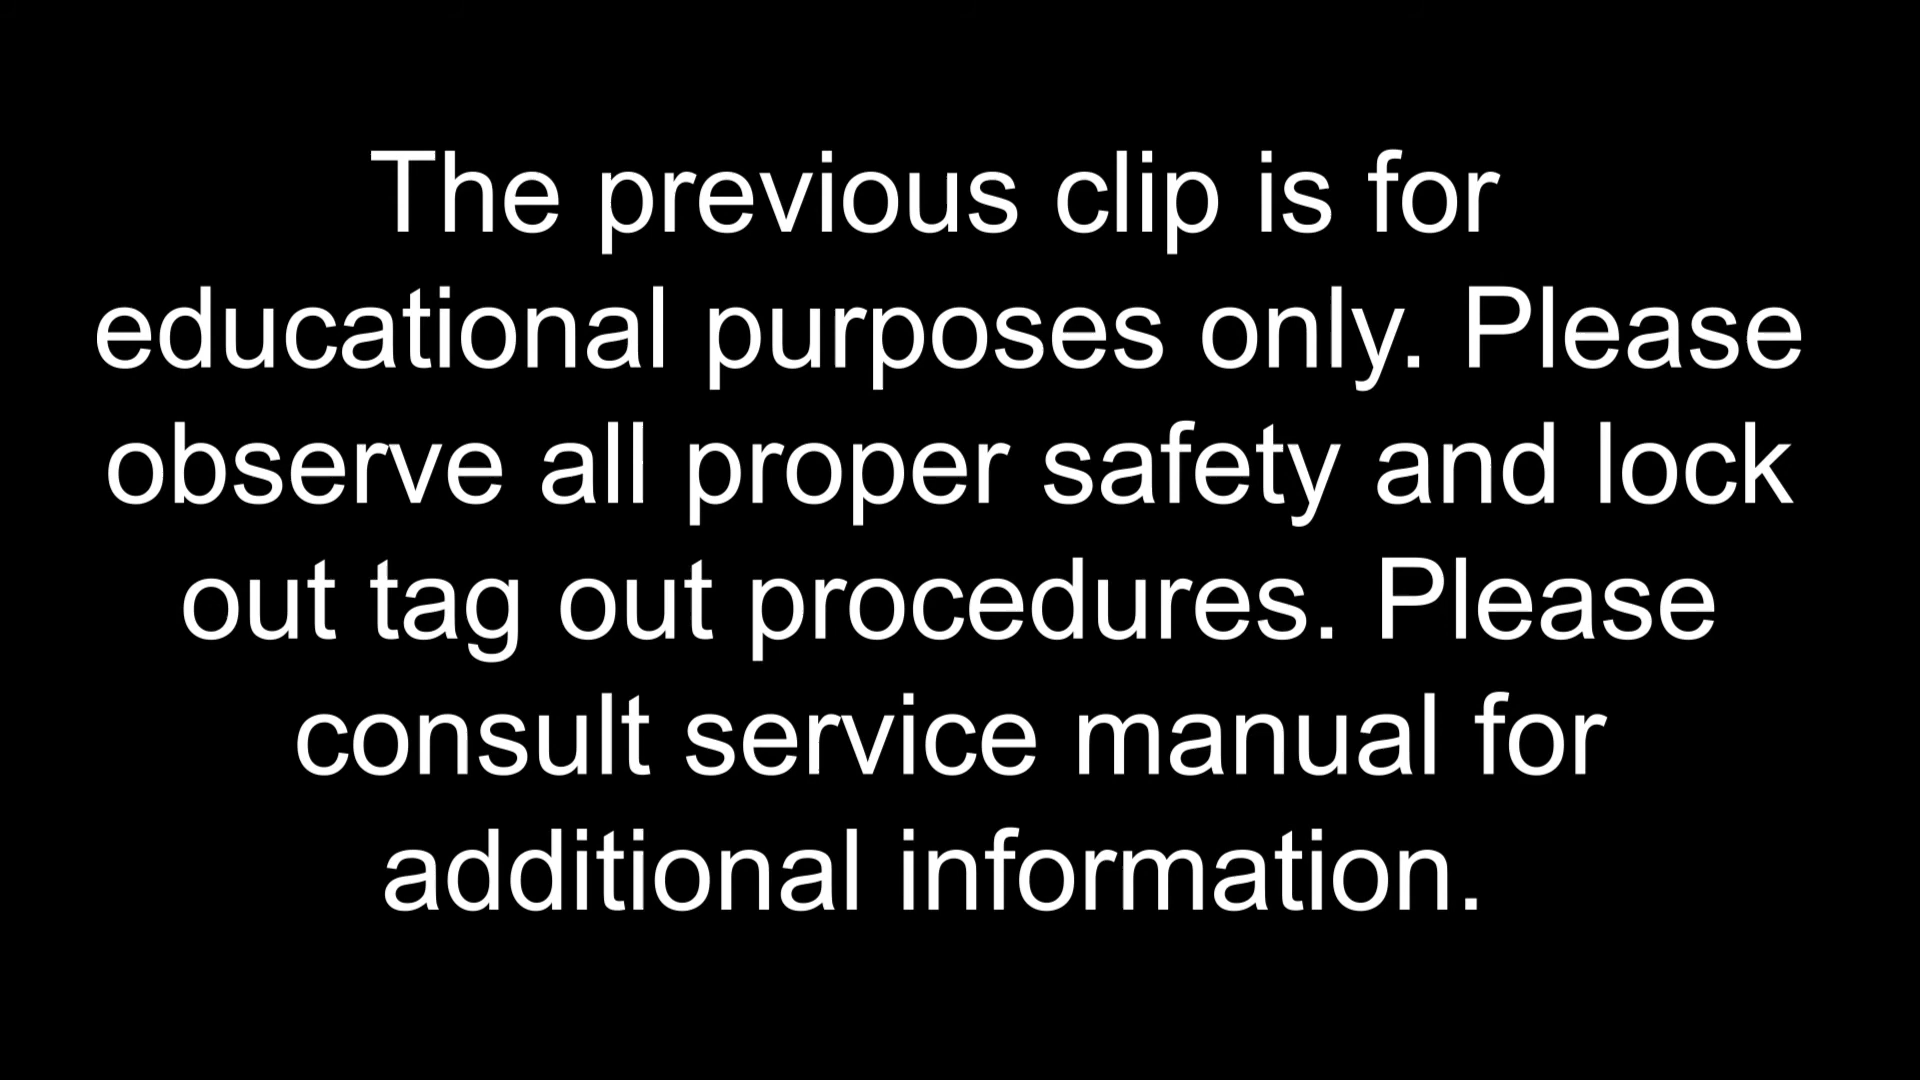 The previous clip is for
educational purposes only. Please
observe all proper safety and lock
out tag out procedures. Please
consult service manual for
additional information.